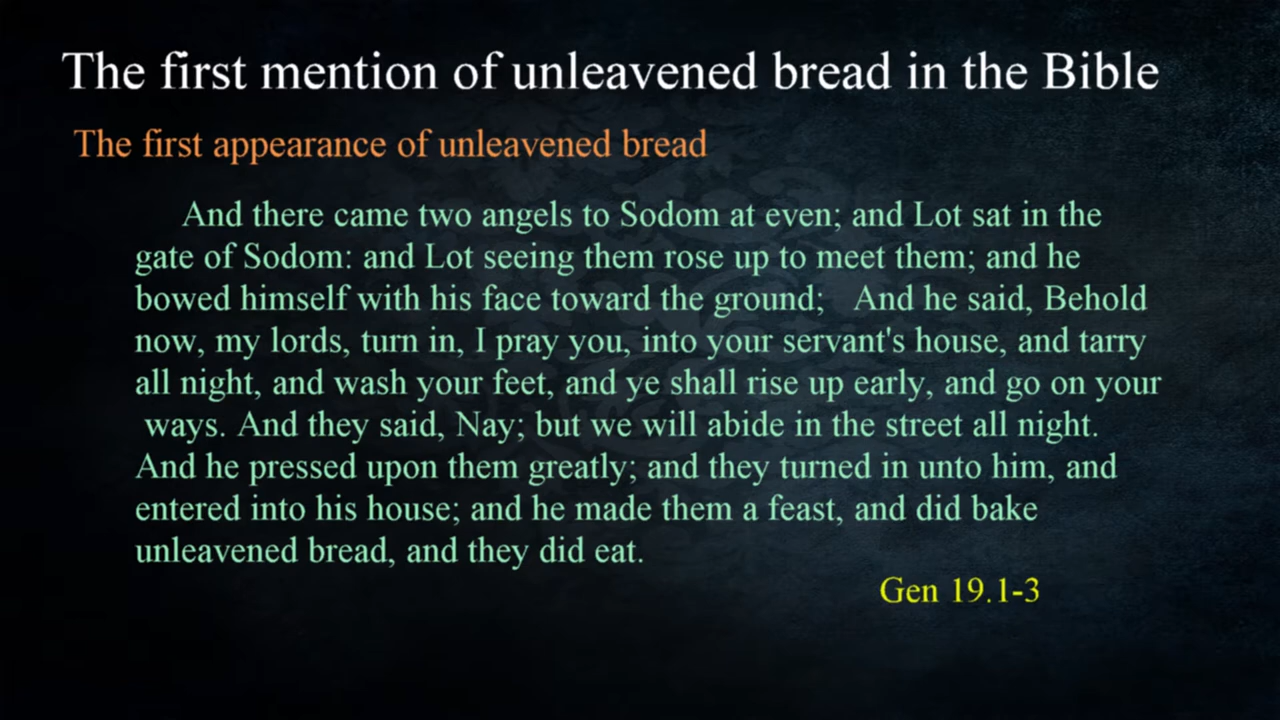 The first mention of unleavened bread in the Bible
The first appearance of unleavened bread
And there came two angels to Sodom at even; and Lot sat in the
gate of Sodom: and Lot seeing them rose up to meet them; and he
bowed himself with his face toward the ground; And he said, Behold
now, my lords, turn in, I pray you, into your servant's house, and tarry
all night, and wash your feet, and ye shall rise up early, and go on your
ways. And they said, Nay; but we will abide in the street all night.
And he pressed upon them greatly; and they turned in unto him, and
entered into his house; and he made them a feast, and did bake
unleavened bread, and they did eat.
Gen 19.1-3